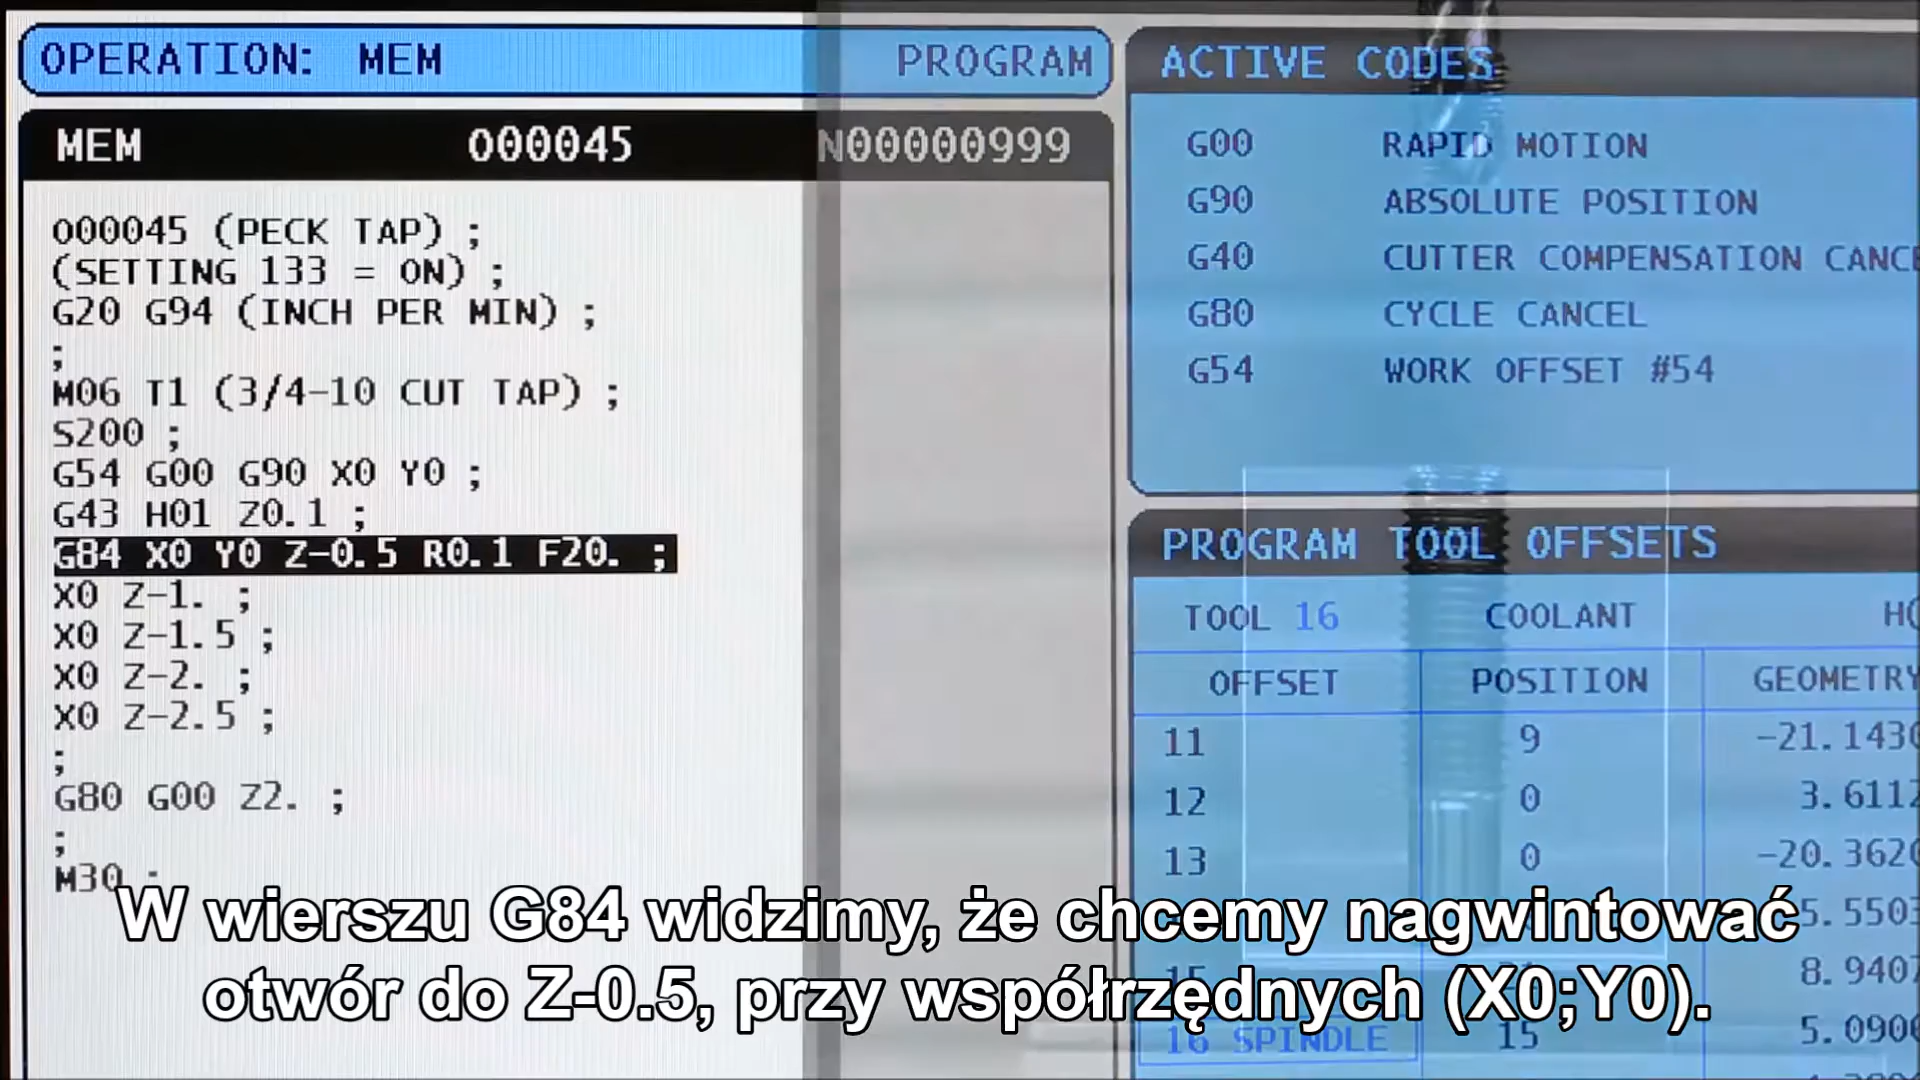 OPERATION: MEM PROGRAM
MEM O00045 N00000999
O00045 (PECK TAP) ;
(SETTING 133 = ON) ;
G20 G94 (INCH PER MIN) ;
;
M06 T1 (3/4-10 CUT TAP) ;
S200 ;
G54 G00 G90 X0 Y0 ;
G43 H01 Z0.1 ;
G84 X0 Y0 Z-0.5 R0.1 F20. ;
X0 Z-1. ;
X0 Z-1.5 ;
X0 Z-2. ;
X0 Z-2.5 ;
;
G80 G00 Z2. ;
;
M30 ;
ACTIVE CODES
G00 RAPID MOTION
G90 ABSOLUTE POSITION
G40 CUTTER COMPENSATION CANCE
G80 CYCLE CANCEL
G54 WORK OFFSET #54
PROGRAM TOOL OFFSETS
TOOL 16 COOLANT
OFFSET POSITION GEOMETRY
11 9 -21.1430
12 0 3.6112
13 0 -20.3620
5.5503
15 8.9407
16 SPINDLE 15 5.0906
W wierszu G84 widzimy, że chcemy nagwintować
otwór do Z-0.5, przy współrzędnych (X0;Y0).